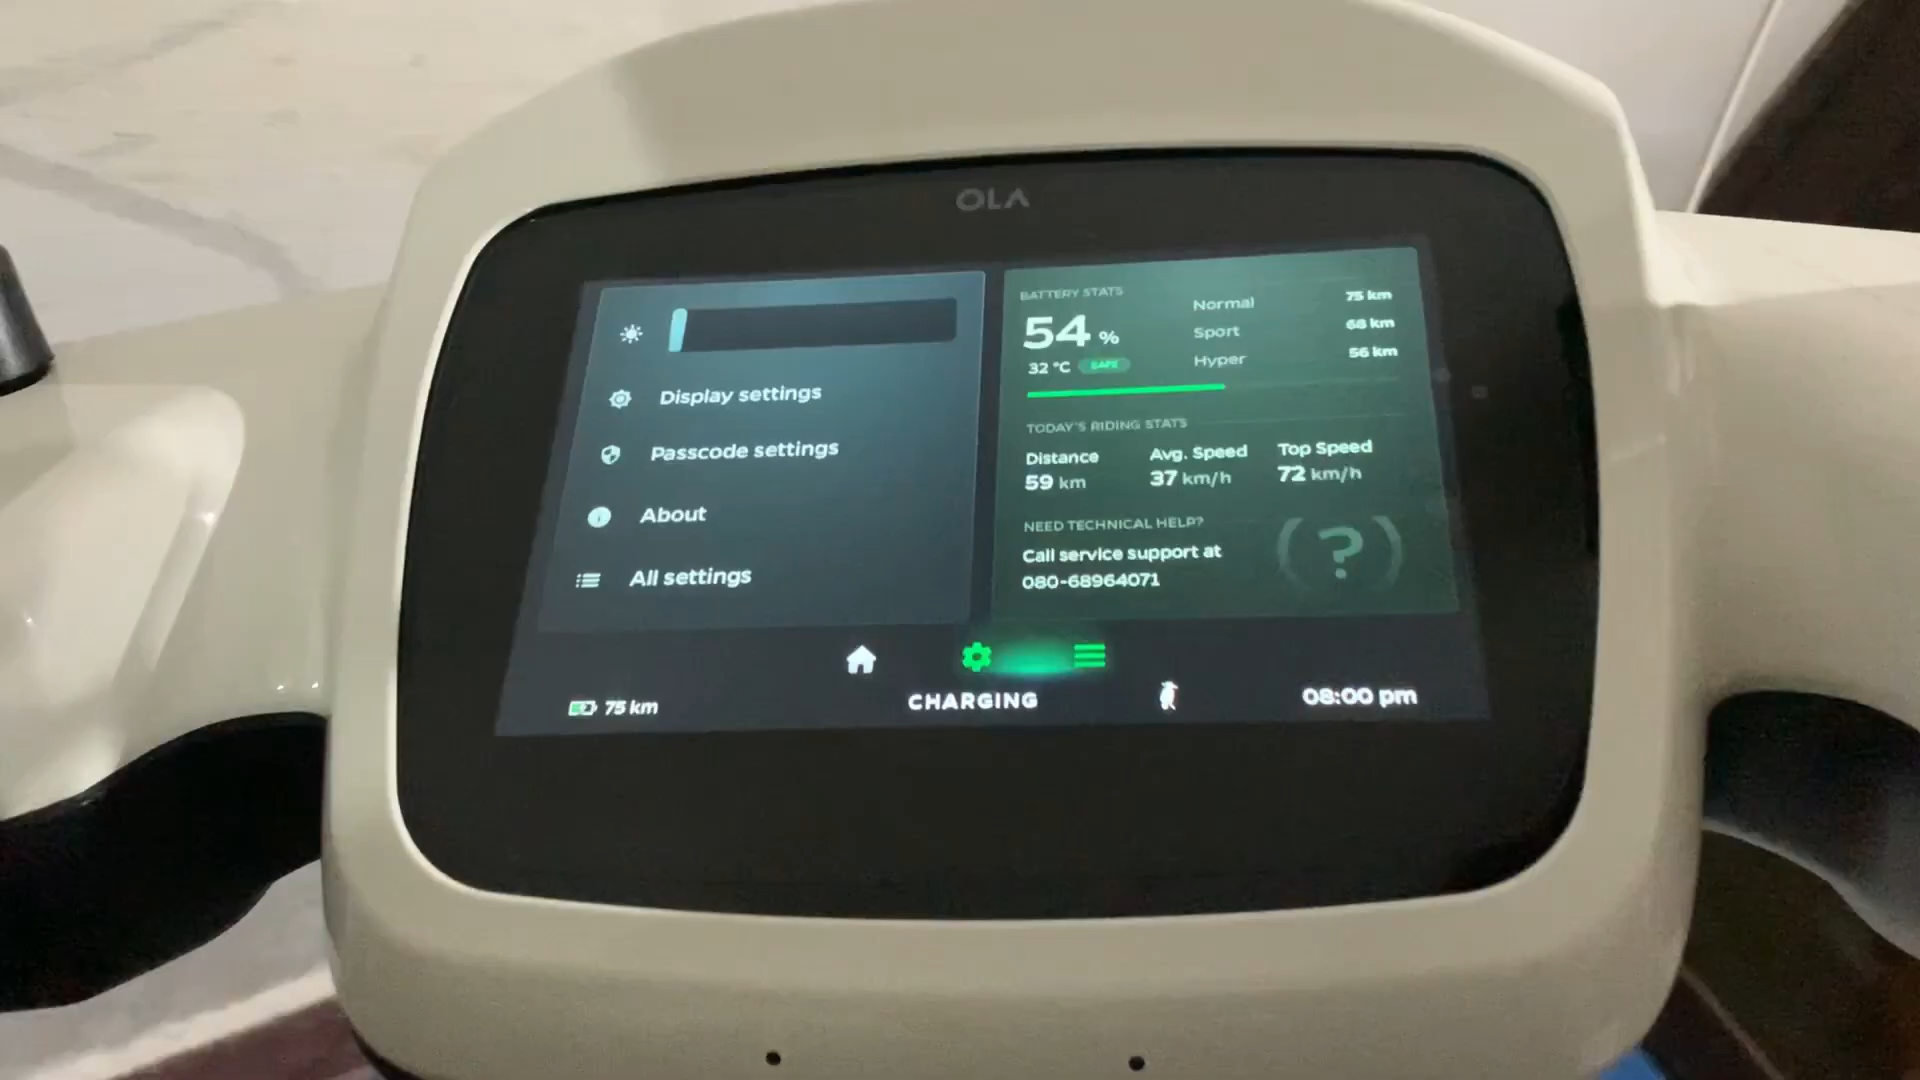 OLA
Display settings
Passcode settings
About
All settings
BATTERY STATS
54 %
32 °C SAFE
Normal 75 km
Sport 68 km
Hyper 56 km
TODAY'S RIDING STATS
Distance Avg. Speed Top Speed
59 km 37 km/h 72 km/h
NEED TECHNICAL HELP?
Call service support at
080-68964071
(?)
75 km CHARGING 08:00 pm